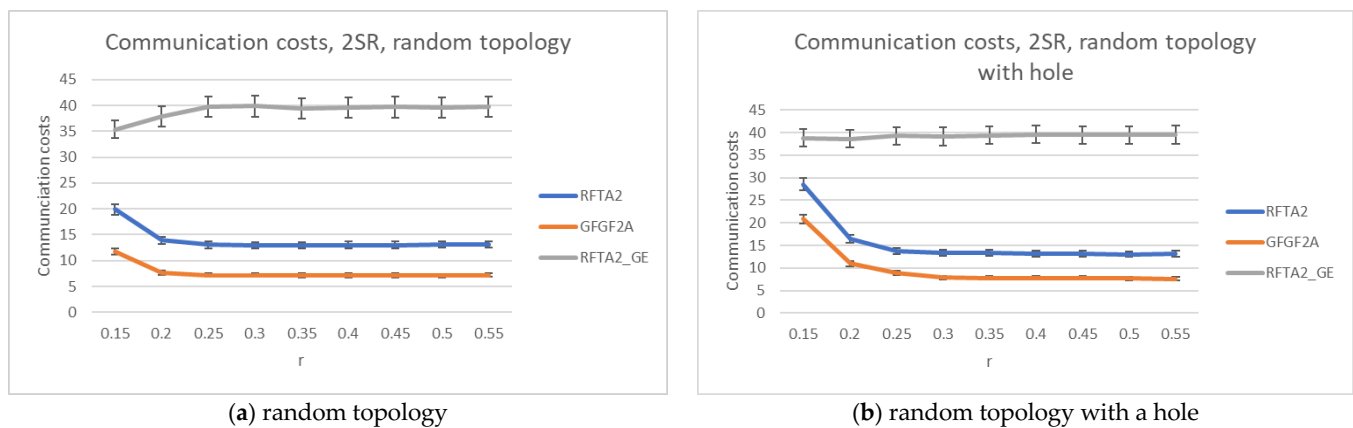 Communication costs, 2SR, random topology
Communciation costs
45
40
35
30
25
20
15
10
5
0
0.15 0.2 0.25 0.3 0.35 0.4 0.45 0.5 0.55
r
RFTA2
GFGF2A
RFTA2_GE
(a) random topology
Communication costs, 2SR, random topology
with hole
Communication costs
45
40
35
30
25
20
15
10
5
0
0.15 0.2 0.25 0.3 0.35 0.4 0.45 0.5 0.55
r
RFTA2
GFGF2A
RFTA2_GE
(b) random topology with a hole